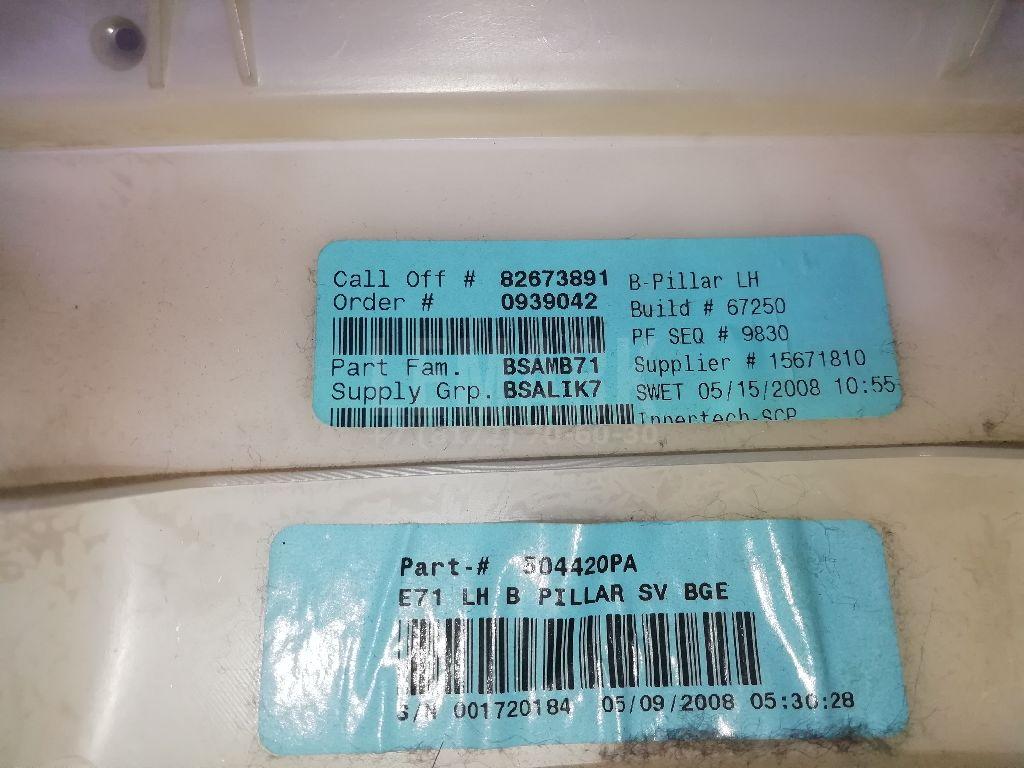 Call Off # 82673891
Order # 0939042
Part Fam. BSAMB71
Supply Grp. BSALIK7
B-Pillar LH
Build # 67250
PF SEQ # 9830
Supplier # 15671810
SWET 05/15/2008 10:55
Innertech-SCP
Part-# 504420PA
E71 LH B PILLAR SV BGE
S/N 001720184 05/09/2008 05:30:28